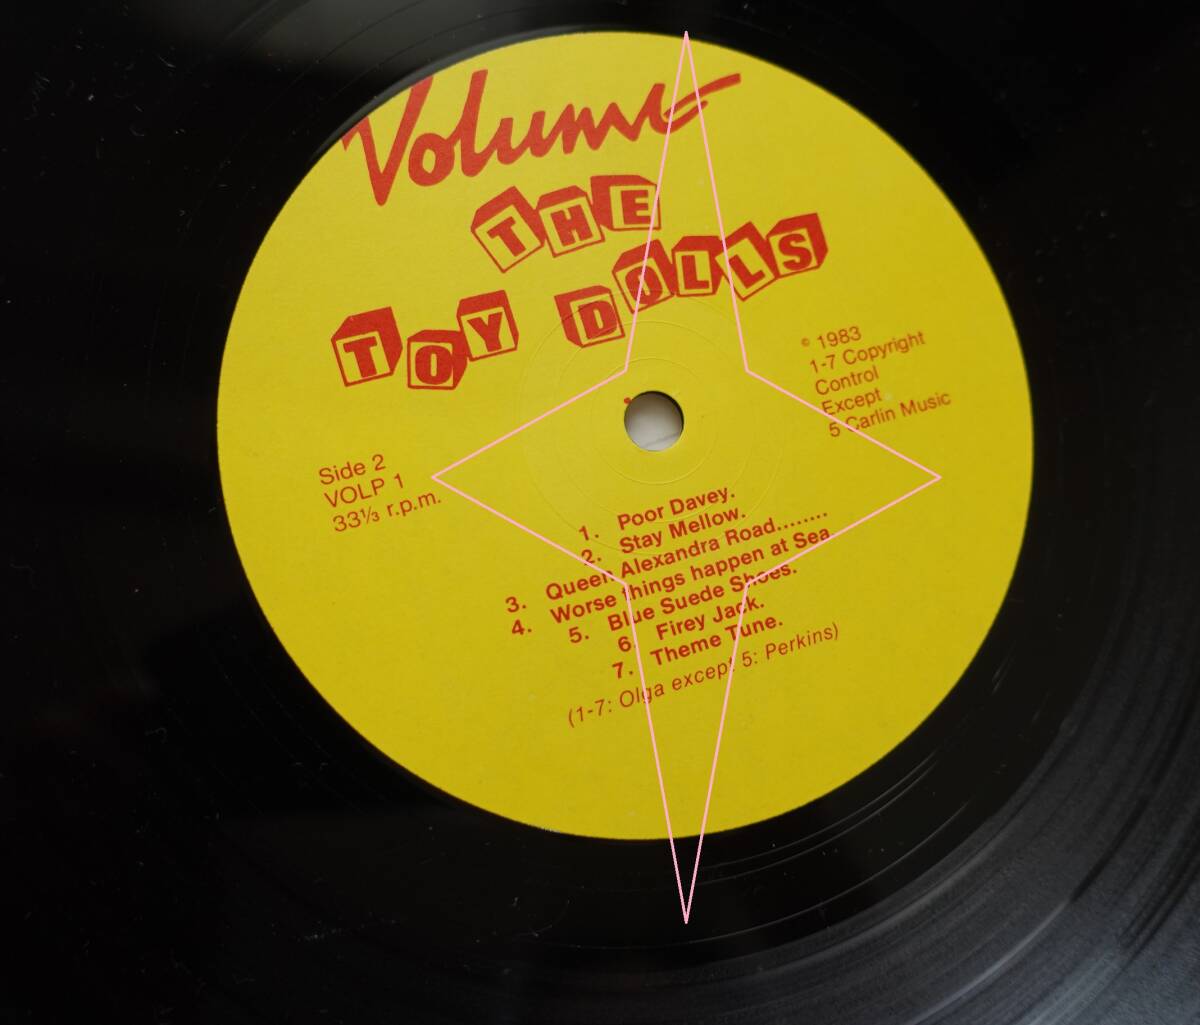 Volume
THE
TOY DOLLS
℗ 1983
1-7 Copyright
Control
Except
5 Carlin Music
Side 2
VOLP 1
33⅓ r.p.m.
1. Poor Davey.
2. Stay Mellow.
3. Queen Alexandra Road........
4. Worse things happen at Sea
5. Blue Suede Shoes.
6. Firey Jack.
7. Theme Tune.
(1-7: Olga except 5: Perkins)